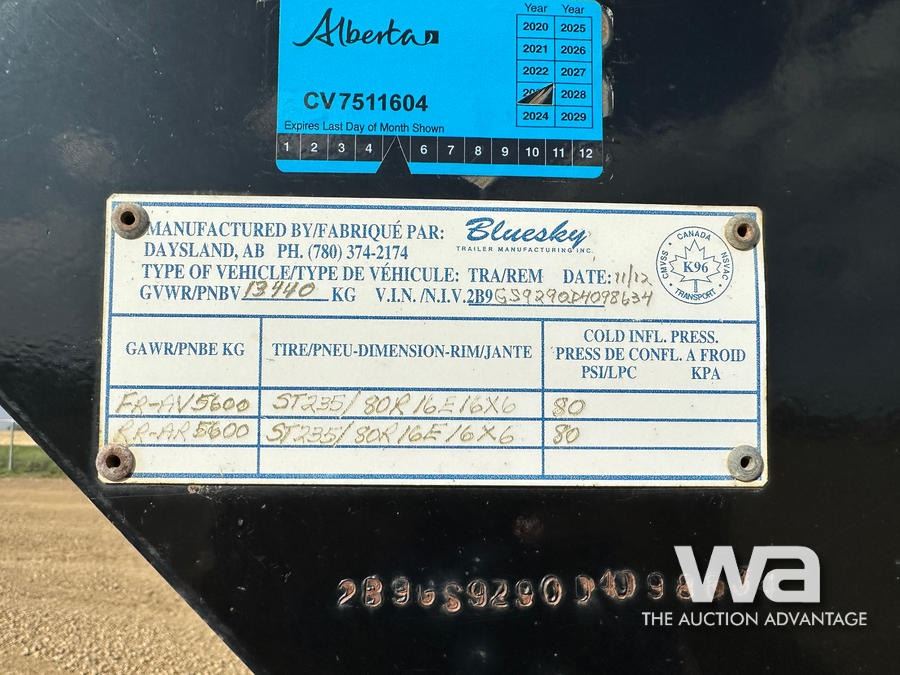 Alberta
CV7511604
Expires Last Day of Month Shown
Year Year
2020 2025
2021 2026
2022 2027
2028
2024 2029
1 2 3 4 6 7 8 9 10 11 12
MANUFACTURED BY/FABRIQUÉ PAR: Bluesky
TRAILER MANUFACTURING INC.
DAYSLAND, AB PH. (780) 374-2174
TYPE OF VEHICLE/TYPE DE VÉHICULE: TRA/REM DATE: 11/12
GVWR/PNBV 13440 KG V.I.N. /N.I.V. 2B9GS929QD4098634
CANADA
CMVSS NSVAC
K96
TRANSPORT
GAWR/PNBE KG TIRE/PNEU-DIMENSION-RIM/JANTE COLD INFL. PRESS.
PRESS DE CONFL. A FROID
PSI/LPC KPA
FR-AV 5600 ST235/80R16E 16X6 80
RR-AR 5600 ST235/80R16E 16X6 80
wa
THE AUCTION ADVANTAGE